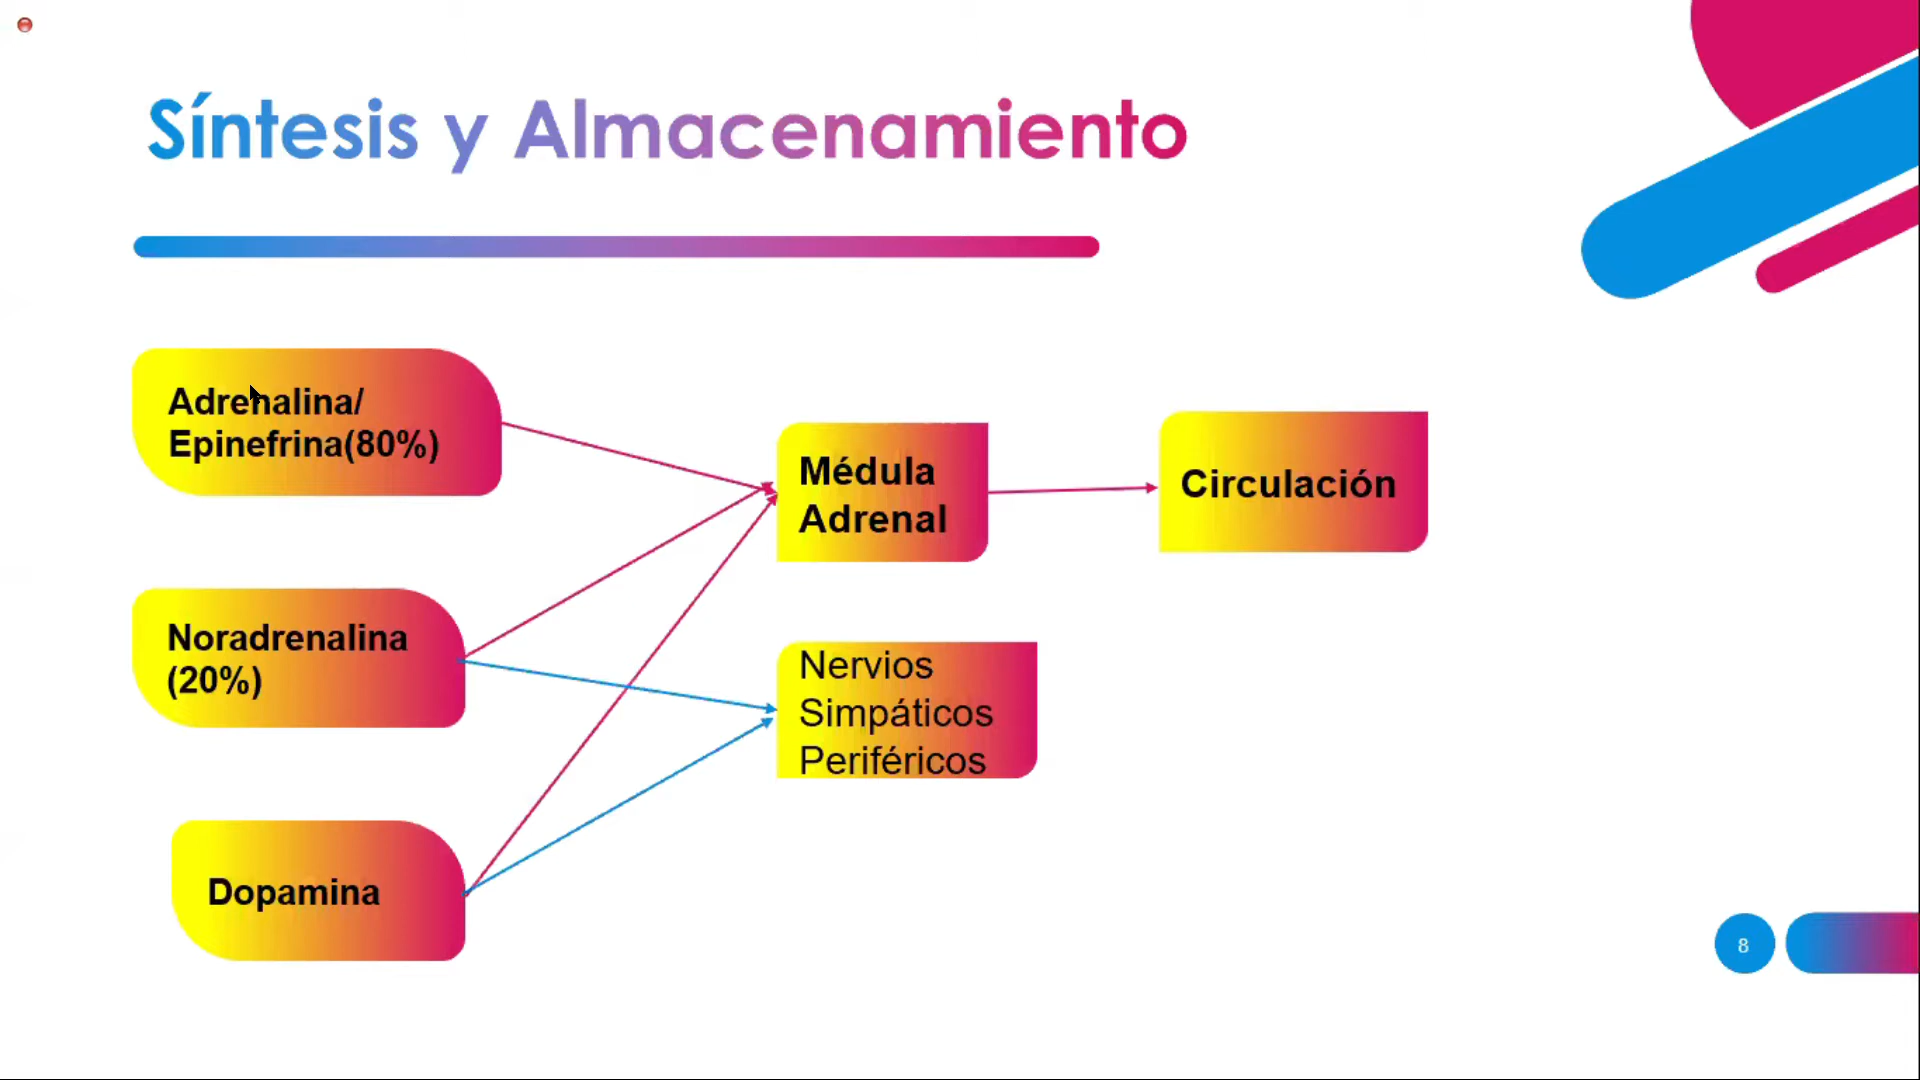 Síntesis y Almacenamiento
Adrenalina/
Epinefrina(80%)
Médula
Adrenal
Circulación
Noradrenalina
(20%)
Nervios
Simpáticos
Periféricos
Dopamina
8